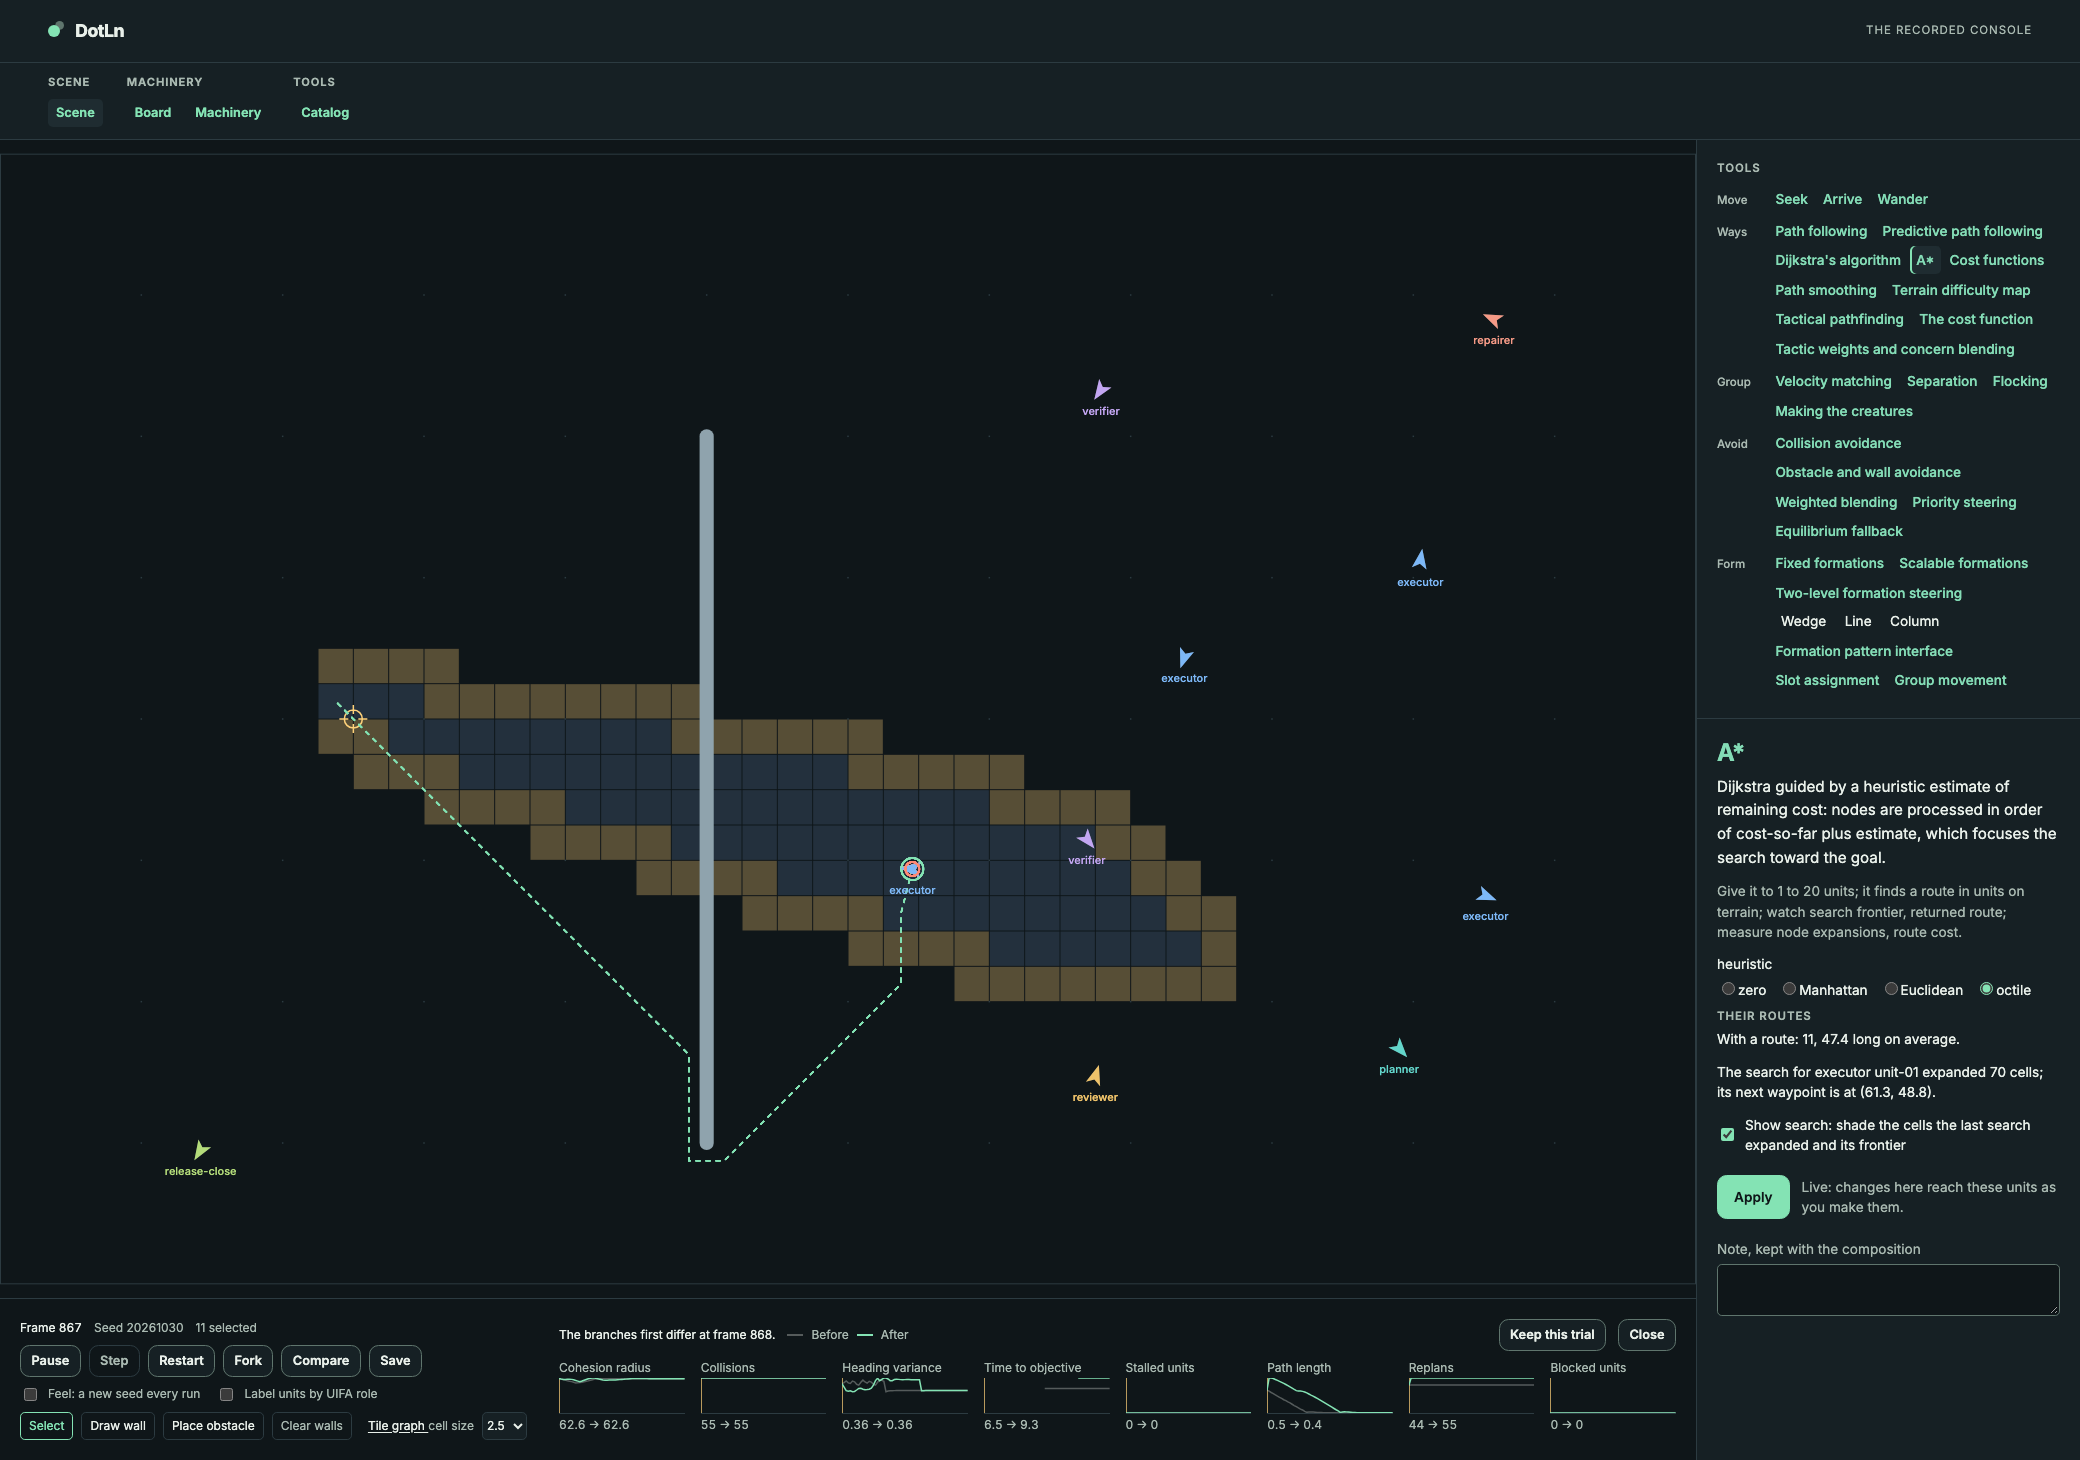 DotLn
THE RECORDED CONSOLE
SCENE MACHINERY TOOLS
Scene Board Machinery Catalog
repairer
verifier
executor
executor
verifier
executor
executor
planner
reviewer
release-close
TOOLS
Move Seek Arrive Wander
Ways Path following Predictive path following
Dijkstra's algorithm A* Cost functions
Path smoothing Terrain difficulty map
Tactical pathfinding The cost function
Tactic weights and concern blending
Group Velocity matching Separation Flocking
Making the creatures
Avoid Collision avoidance
Obstacle and wall avoidance
Weighted blending Priority steering
Equilibrium fallback
Form Fixed formations Scalable formations
Two-level formation steering
Wedge Line Column
Formation pattern interface
Slot assignment Group movement
A*
Dijkstra guided by a heuristic estimate of
remaining cost: nodes are processed in order
of cost-so-far plus estimate, which focuses the
search toward the goal.
Give it to 1 to 20 units; it finds a route in units on
terrain; watch search frontier, returned route;
measure node expansions, route cost.
heuristic
zero Manhattan Euclidean octile
THEIR ROUTES
With a route: 11, 47.4 long on average.
The search for executor unit-01 expanded 70 cells;
its next waypoint is at (61.3, 48.8).
Show search: shade the cells the last search
expanded and its frontier
Apply Live: changes here reach these units as
you make them.
Note, kept with the composition
Frame 867 Seed 20261030 11 selected
Pause Step Restart Fork Compare Save
Feel: a new seed every run Label units by UIFA role
Select Draw wall Place obstacle Clear walls Tile graph cell size 2.5
The branches first differ at frame 868. Before After
Keep this trial Close
Cohesion radius Collisions Heading variance Time to objective Stalled units Path length Replans Blocked units
62.6 → 62.6 55 → 55 0.36 → 0.36 6.5 → 9.3 0 → 0 0.5 → 0.4 44 → 55 0 → 0